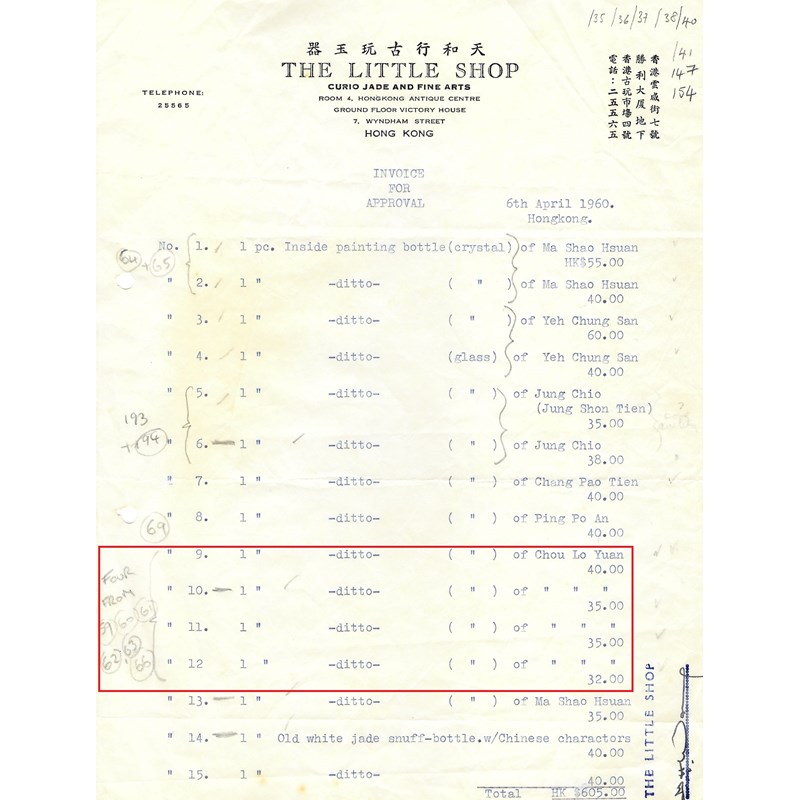 /35 /36 /37 /38 /40
/41
147
154
天和行古玩玉器
THE LITTLE SHOP
CURIO JADE AND FINE ARTS
ROOM 4, HONGKONG ANTIQUE CENTRE
GROUND FLOOR VICTORY HOUSE
7, WYNDHAM STREET
HONG KONG
TELEPHONE:
25565
香港雲咸街七號
勝利大厦地下
香港古玩市場四號
電話：二五五六五
INVOICE
FOR
APPROVAL
6th April 1960.
Hongkong.
No. 1. 1 pc. Inside painting bottle(crystal) of Ma Shao Hsuan
HK$55.00
64 + 65
" 2. 1 " -ditto- ( " ) of Ma Shao Hsuan
40.00
" 3. 1 " -ditto- ( " ) of Yeh Chung San
60.00
" 4. 1 " -ditto- (glass) of Yeh Chung San
40.00
" 5. 1 " -ditto- ( " ) of Jung Chio
(Jung Shon Tien)
35.00
193
+ 194
" 6. 1 " -ditto- ( " ) of Jung Chio
38.00
" 7. 1 " -ditto- ( " ) of Chang Pao Tien
40.00
" 8. 1 " -ditto- ( " ) of Ping Po An
40.00
69
" 9. 1 " -ditto- ( " ) of Chou Lo Yuan
40.00
FOUR
FROM
" 10. 1 " -ditto- ( " ) of " " "
35.00
" 11. 1 " -ditto- ( " ) of " " "
35.00
62 63
66
" 12 1 " -ditto- ( " ) of " " "
32.00
" 13. 1 " -ditto- ( " ) of Ma Shao Hsuan
35.00
" 14. 1 " Old white jade snuff-bottle.w/Chinese charactors
40.00
" 15. 1 " -ditto-
40.00
Total HK $605.00
THE LITTLE SHOP